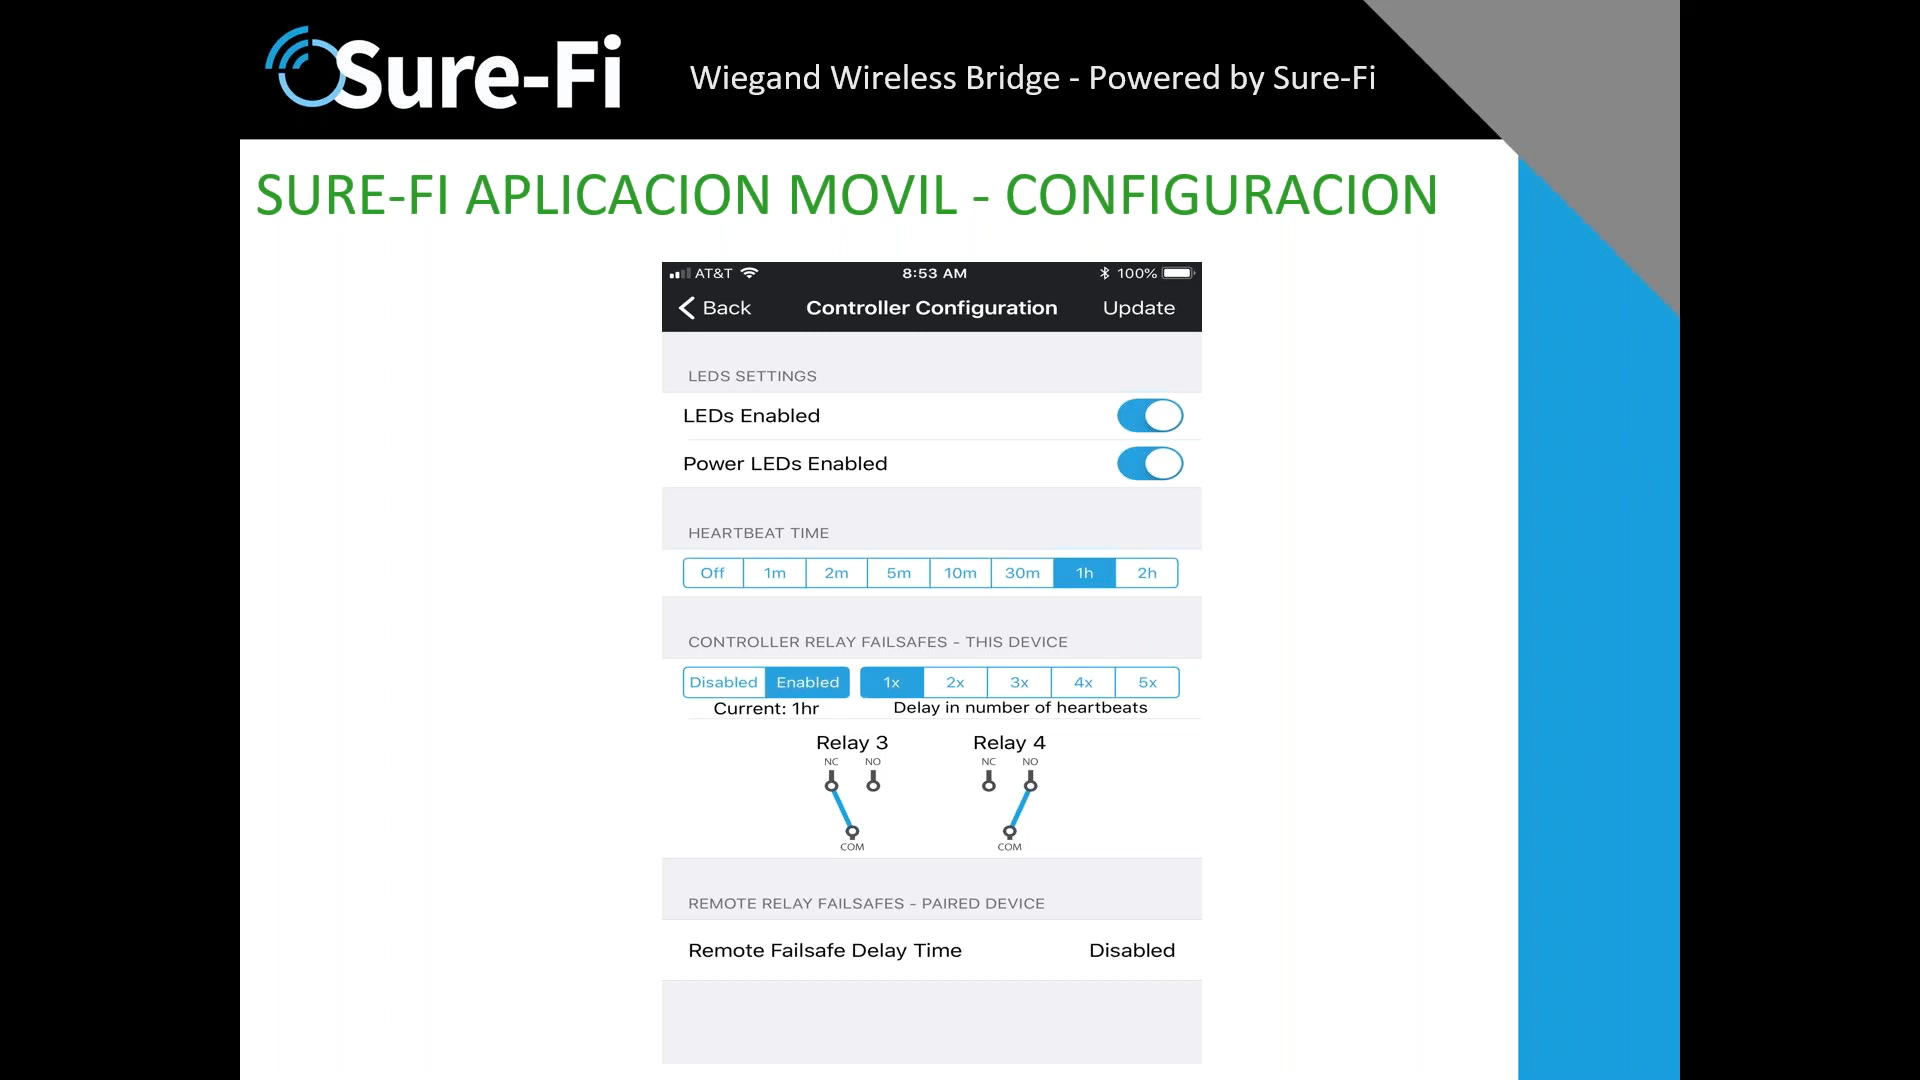 Sure-Fi
Wiegand Wireless Bridge - Powered by Sure-Fi
SURE-FI APLICACION MOVIL - CONFIGURACION
AT&T 8:53 AM 100%
Back Controller Configuration Update
LEDS SETTINGS
LEDs Enabled
Power LEDs Enabled
HEARTBEAT TIME
Off 1m 2m 5m 10m 30m 1h 2h
CONTROLLER RELAY FAILSAFES - THIS DEVICE
Disabled Enabled 1x 2x 3x 4x 5x
Current: 1hr Delay in number of heartbeats
Relay 3 Relay 4
NC NO NC NO
COM COM
REMOTE RELAY FAILSAFES - PAIRED DEVICE
Remote Failsafe Delay Time Disabled